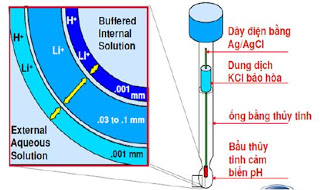 H+
Li+
Buffered
Internal
Solution
H+
Li+
Li+
.001
mm
.03 to .1 mm
.001 mm
External
Aqueous
Solution
Dây điện bằng
Ag/AgCl
Dung dịch
KCl bão hòa
ống bằng thủy tinh
Bầu thủy
tinh cảm
biến pH